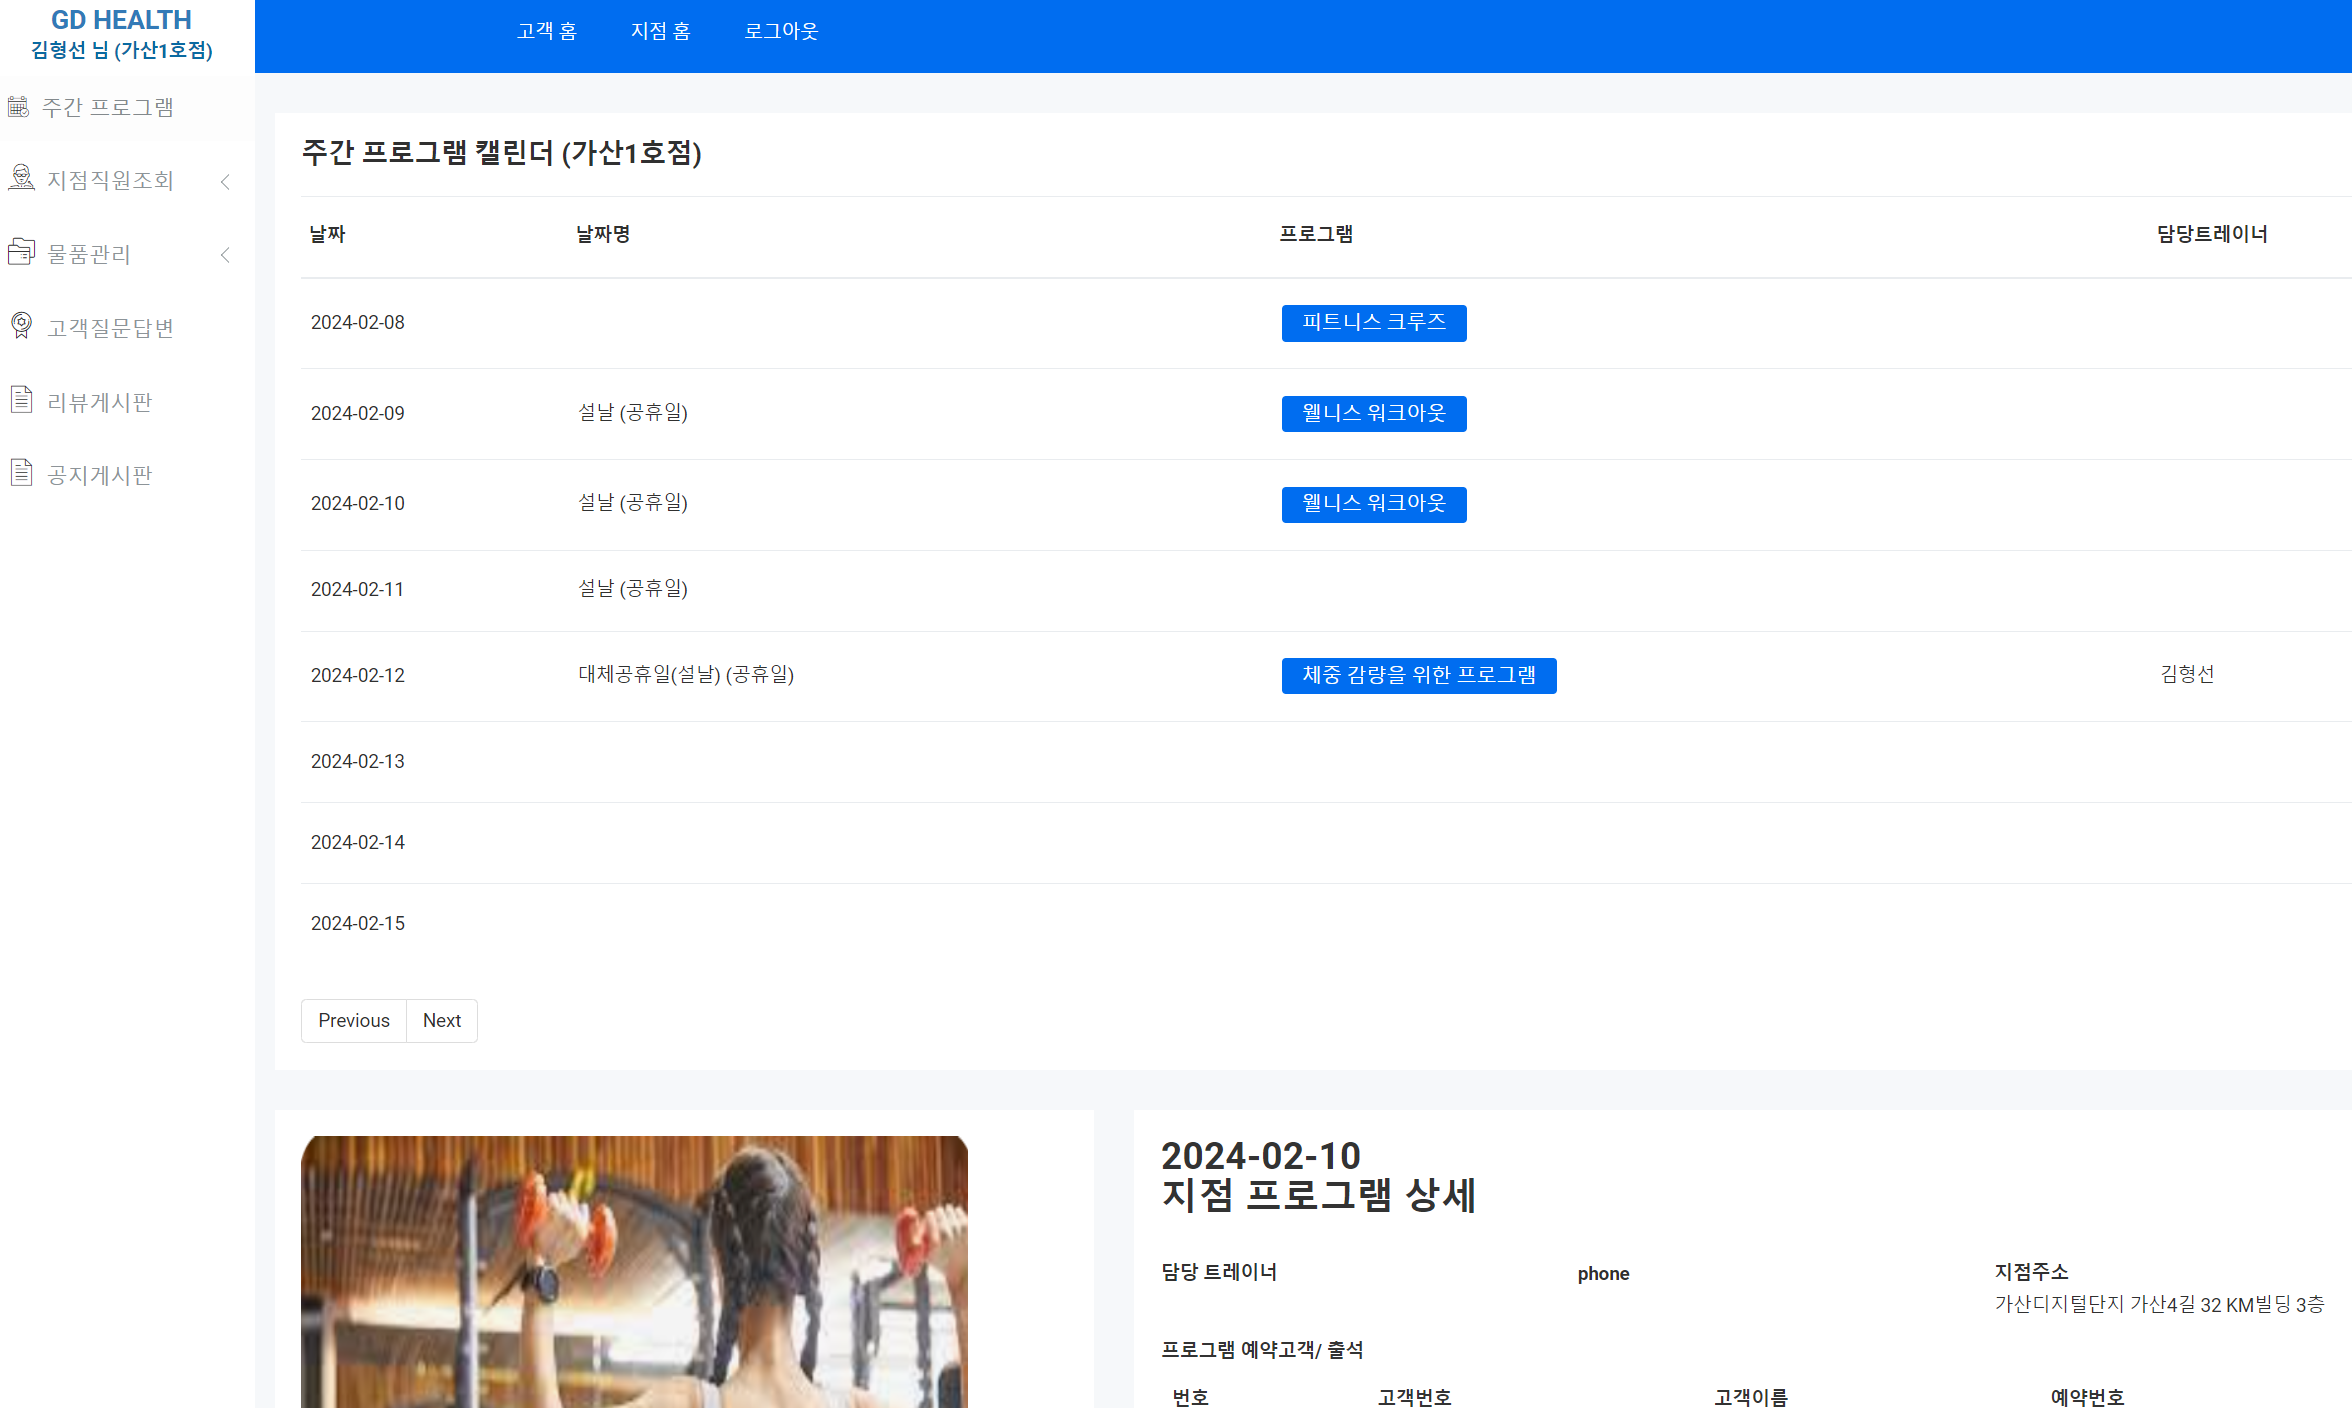 GD HEALTH
김형선 님 (가산1호점)
고객 홈 지점 홈 로그아웃
주간 프로그램
지점직원조회
물품관리
고객질문답변
리뷰게시판
공지게시판
주간 프로그램 캘린더 (가산1호점)
날짜 날짜명 프로그램 담당트레이너
2024-02-08 피트니스 크루즈
2024-02-09 설날 (공휴일) 웰니스 워크아웃
2024-02-10 설날 (공휴일) 웰니스 워크아웃
2024-02-11 설날 (공휴일)
2024-02-12 대체공휴일(설날) (공휴일) 체중 감량을 위한 프로그램 김형선
2024-02-13
2024-02-14
2024-02-15
Previous Next
2024-02-10
지점 프로그램 상세
담당 트레이너 phone 지점주소
가산디지털단지 가산4길 32 KM빌딩 3층
프로그램 예약고객/ 출석
번호 고객번호 고객이름 예약번호